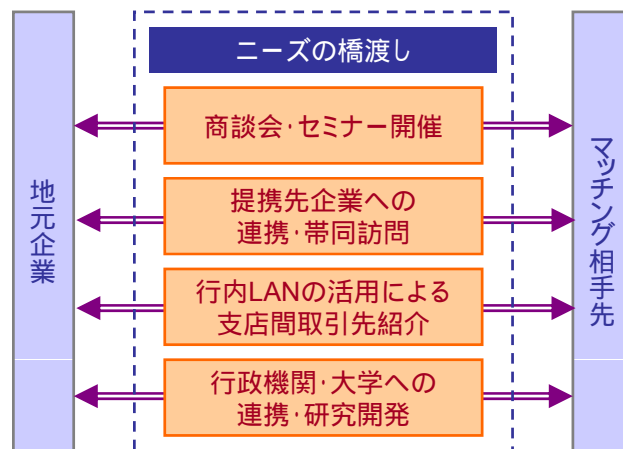 ニーズの橋渡し
地元企業
商談会・セミナー開催
提携先企業への
連携・帯同訪問
行内LANの活用による
支店間取引先紹介
行政機関・大学への
連携・研究開発
マッチング相手先